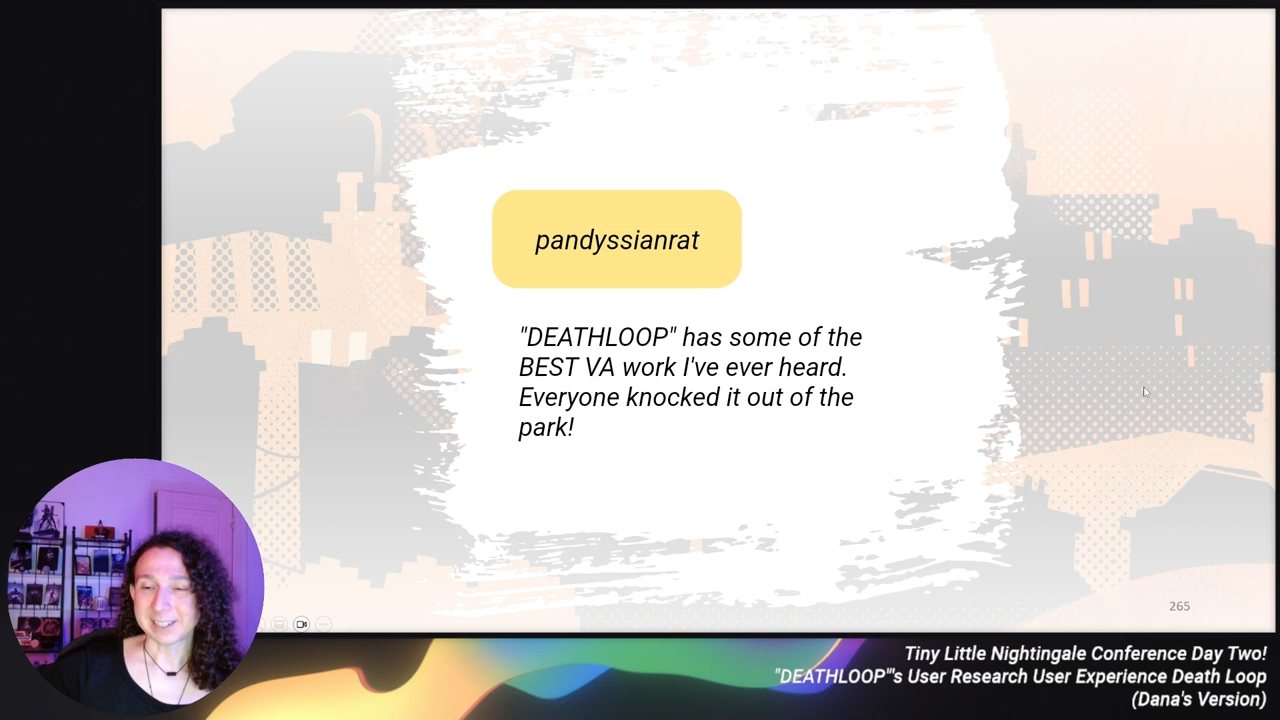 pandyssianrat
"DEATHLOOP" has some of the
BEST VA work I've ever heard.
Everyone knocked it out of the
park!
265
Tiny Little Nightingale Conference Day Two!
"DEATHLOOP"'s User Research User Experience Death Loop
(Dana's Version)